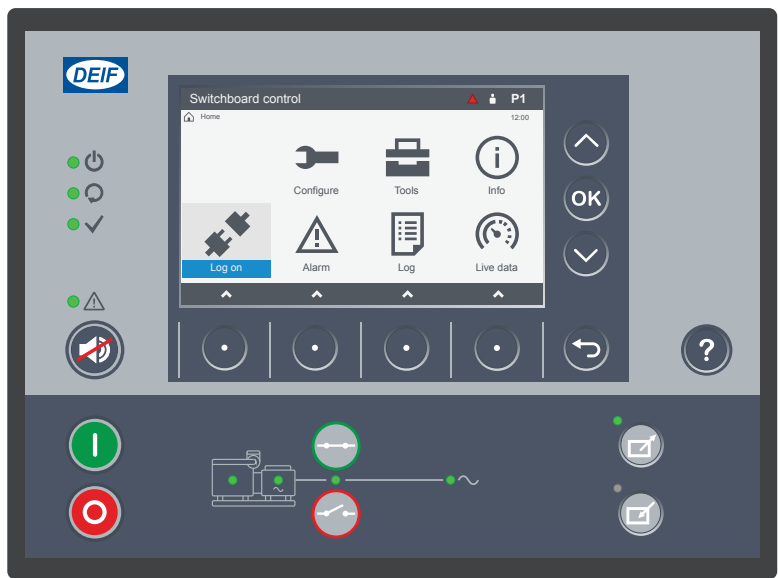 DEIF
Switchboard control
P1
Home
12:00
Configure
Tools
Info
OK
Log on
Alarm
Log
Live data
?